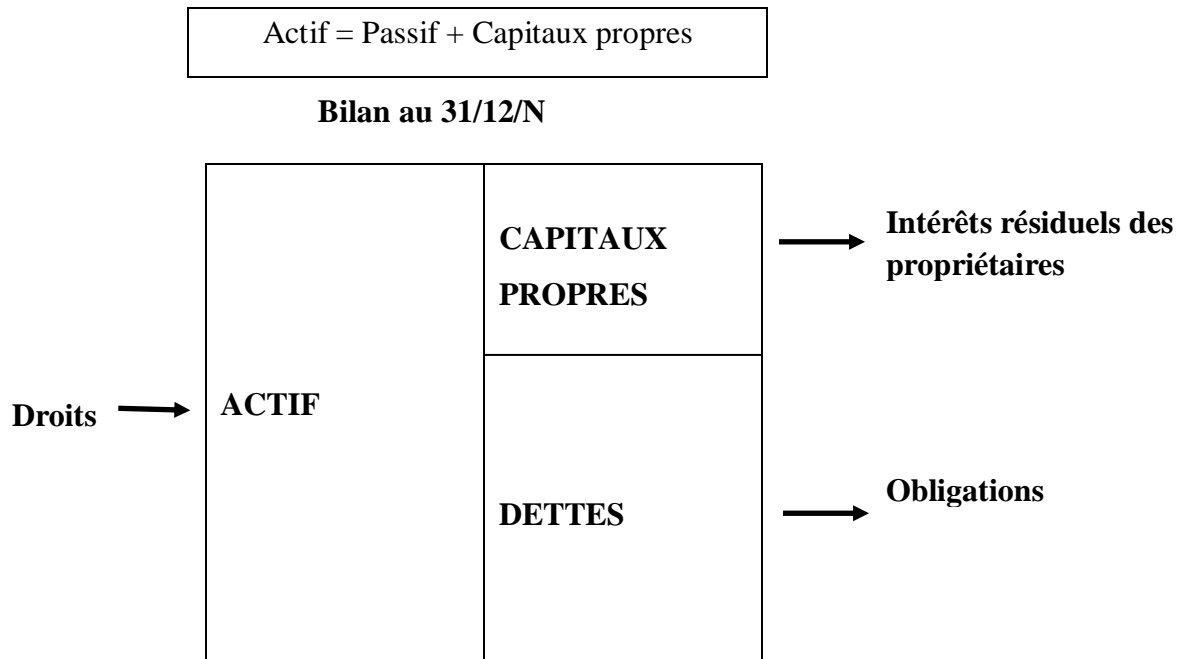 Actif = Passif + Capitaux propres
Bilan au 31/12/N
Droits
ACTIF
CAPITAUX
PROPRES
Intérêts résiduels des
propriétaires
DETTES
Obligations